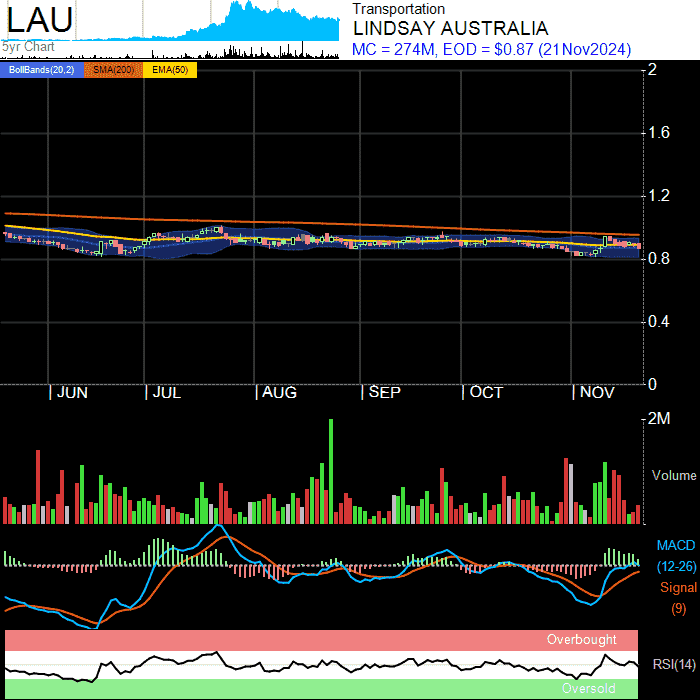 LAU
5yr Chart
Transportation
LINDSAY AUSTRALIA
MC = 274M, EOD = $0.87 (21Nov2024)
BollBands(20,2) SMA(200) EMA(50)
2
1.6
1.2
0.8
0.4
0
JUN JUL AUG SEP OCT NOV
2M
Volume
MACD
(12-26)
Signal
(9)
Overbought
RSI(14)
Oversold